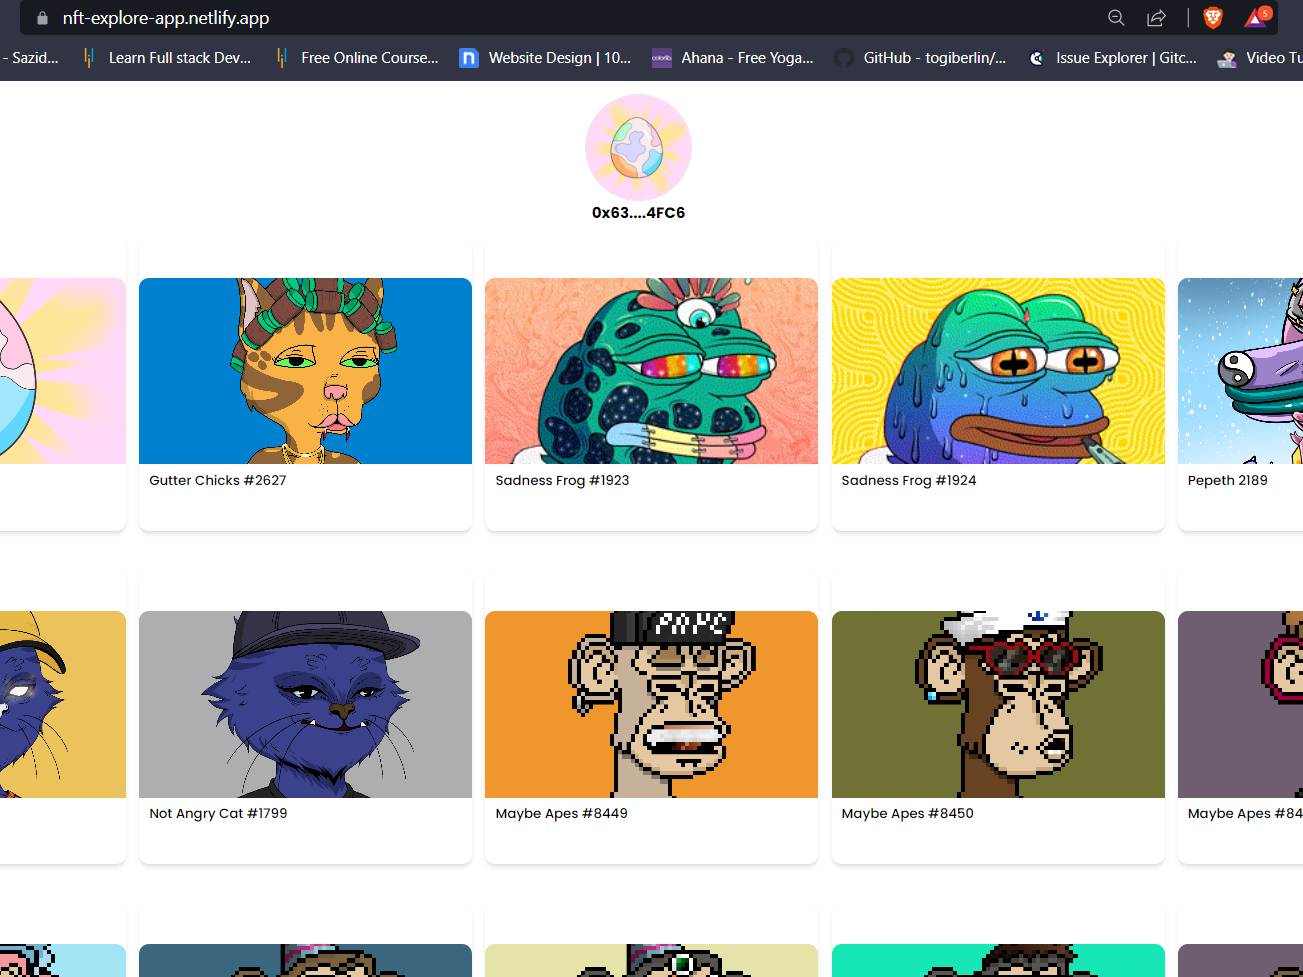 nft-explore-app.netlify.app
5
- Sazid... Learn Full stack Dev... Free Online Course... Website Design | 10... colorlib Ahana - Free Yoga... GitHub - togiberlin/... Issue Explorer | Gitc... Video Tu
0x63....4FC6
Gutter Chicks #2627
Sadness Frog #1923
Sadness Frog #1924
Pepeth 2189
Not Angry Cat #1799
Maybe Apes #8449
Maybe Apes #8450
Maybe Apes #84